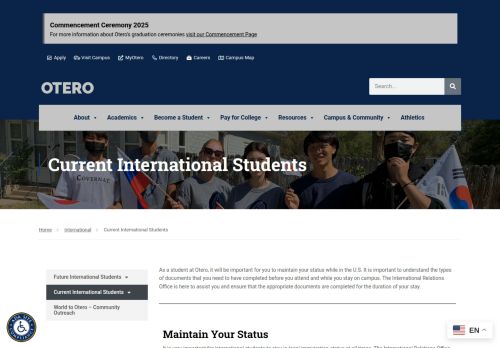 Commencement Ceremony 2025
For more information about Otero's graduation ceremonies visit our Commencement Page
Apply Visit Campus MyOtero Directory Careers Campus Map
OTERO
Search...
About Academics Become a Student Pay for College Resources Campus & Community Athletics
Current International Students
Home International Current International Students
Future International Students
Current International Students
World to Otero – Community
Outreach
As a student at Otero, it will be important for you to maintain your status while in the U.S. It is important to understand the types
of documents that you need to have completed before you attend and while you stay on campus. The International Relations
Office is here to assist you and ensure that the appropriate documents are completed for the duration of your stay.
Maintain Your Status
EN